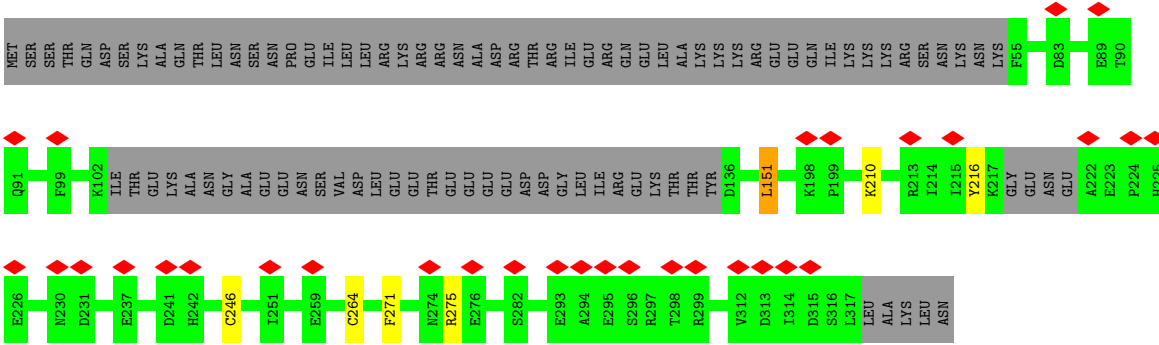 MET SER SER THR GLN ASP SER LYS ALA GLN THR LEU ASN SER ASN PRO GLU ILE LEU LEU ARG LYS ARG ARG ASN ALA ASP ARG THR ARG ILE GLU ARG GLN GLU LEU ALA LYS LYS LYS ARG GLU GLU GLN ILE LYS LYS LYS ARG SER ASN LYS ASN LYS F55 D83 E89 T90
Q91 F99 K102 ILE THR GLU LYS ALA ASN GLY ALA GLU GLU ASN SER VAL ASP LEU GLU GLU THR GLU GLU GLU GLU ASP ASP GLY LEU ILE ARG GLU LYS THR THR TYR D136 L151 K198 P199 K210 R213 I214 I215 Y216 K217 GLY GLU ASN GLU A222 E223 P224 H225
E226 N230 D231 E237 D241 H242 C246 I251 E259 C264 F271 N274 R275 E276 S282 E293 A294 E295 S296 R297 T298 R299 V312 D313 I314 D315 S316 L317 LEU ALA LYS LEU ASN